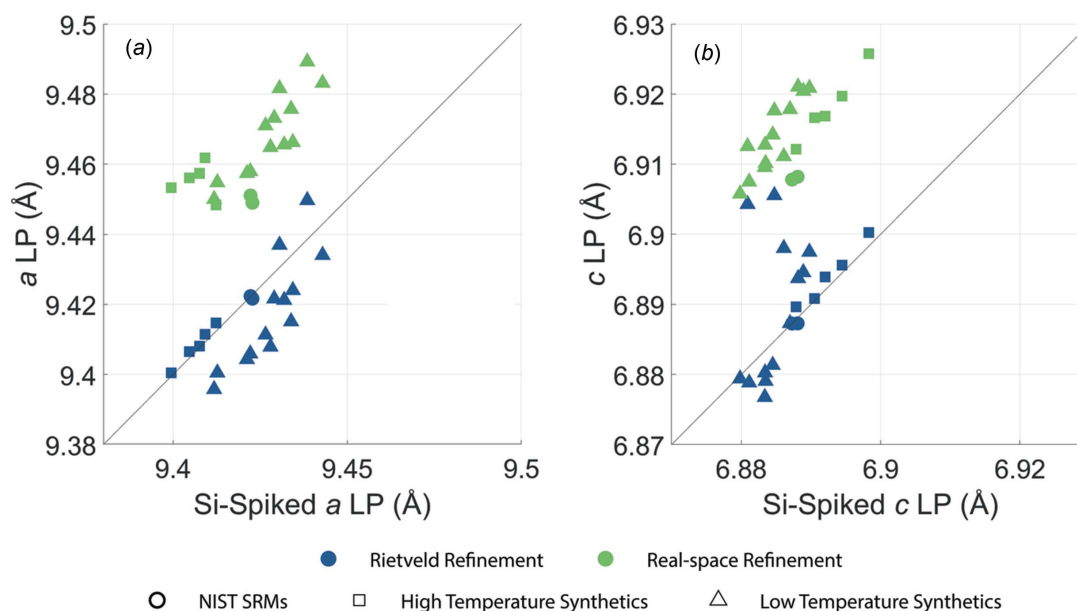 (a)
9.5
9.48
9.46
9.44
9.42
9.4
9.38
a LP (Å)
9.4 9.45 9.5
Si-Spiked a LP (Å)
(b)
6.93
6.92
6.91
6.9
6.89
6.88
6.87
c LP (Å)
6.88 6.9 6.92
Si-Spiked c LP (Å)
Rietveld Refinement Real-space Refinement
NIST SRMs High Temperature Synthetics Low Temperature Synthetics